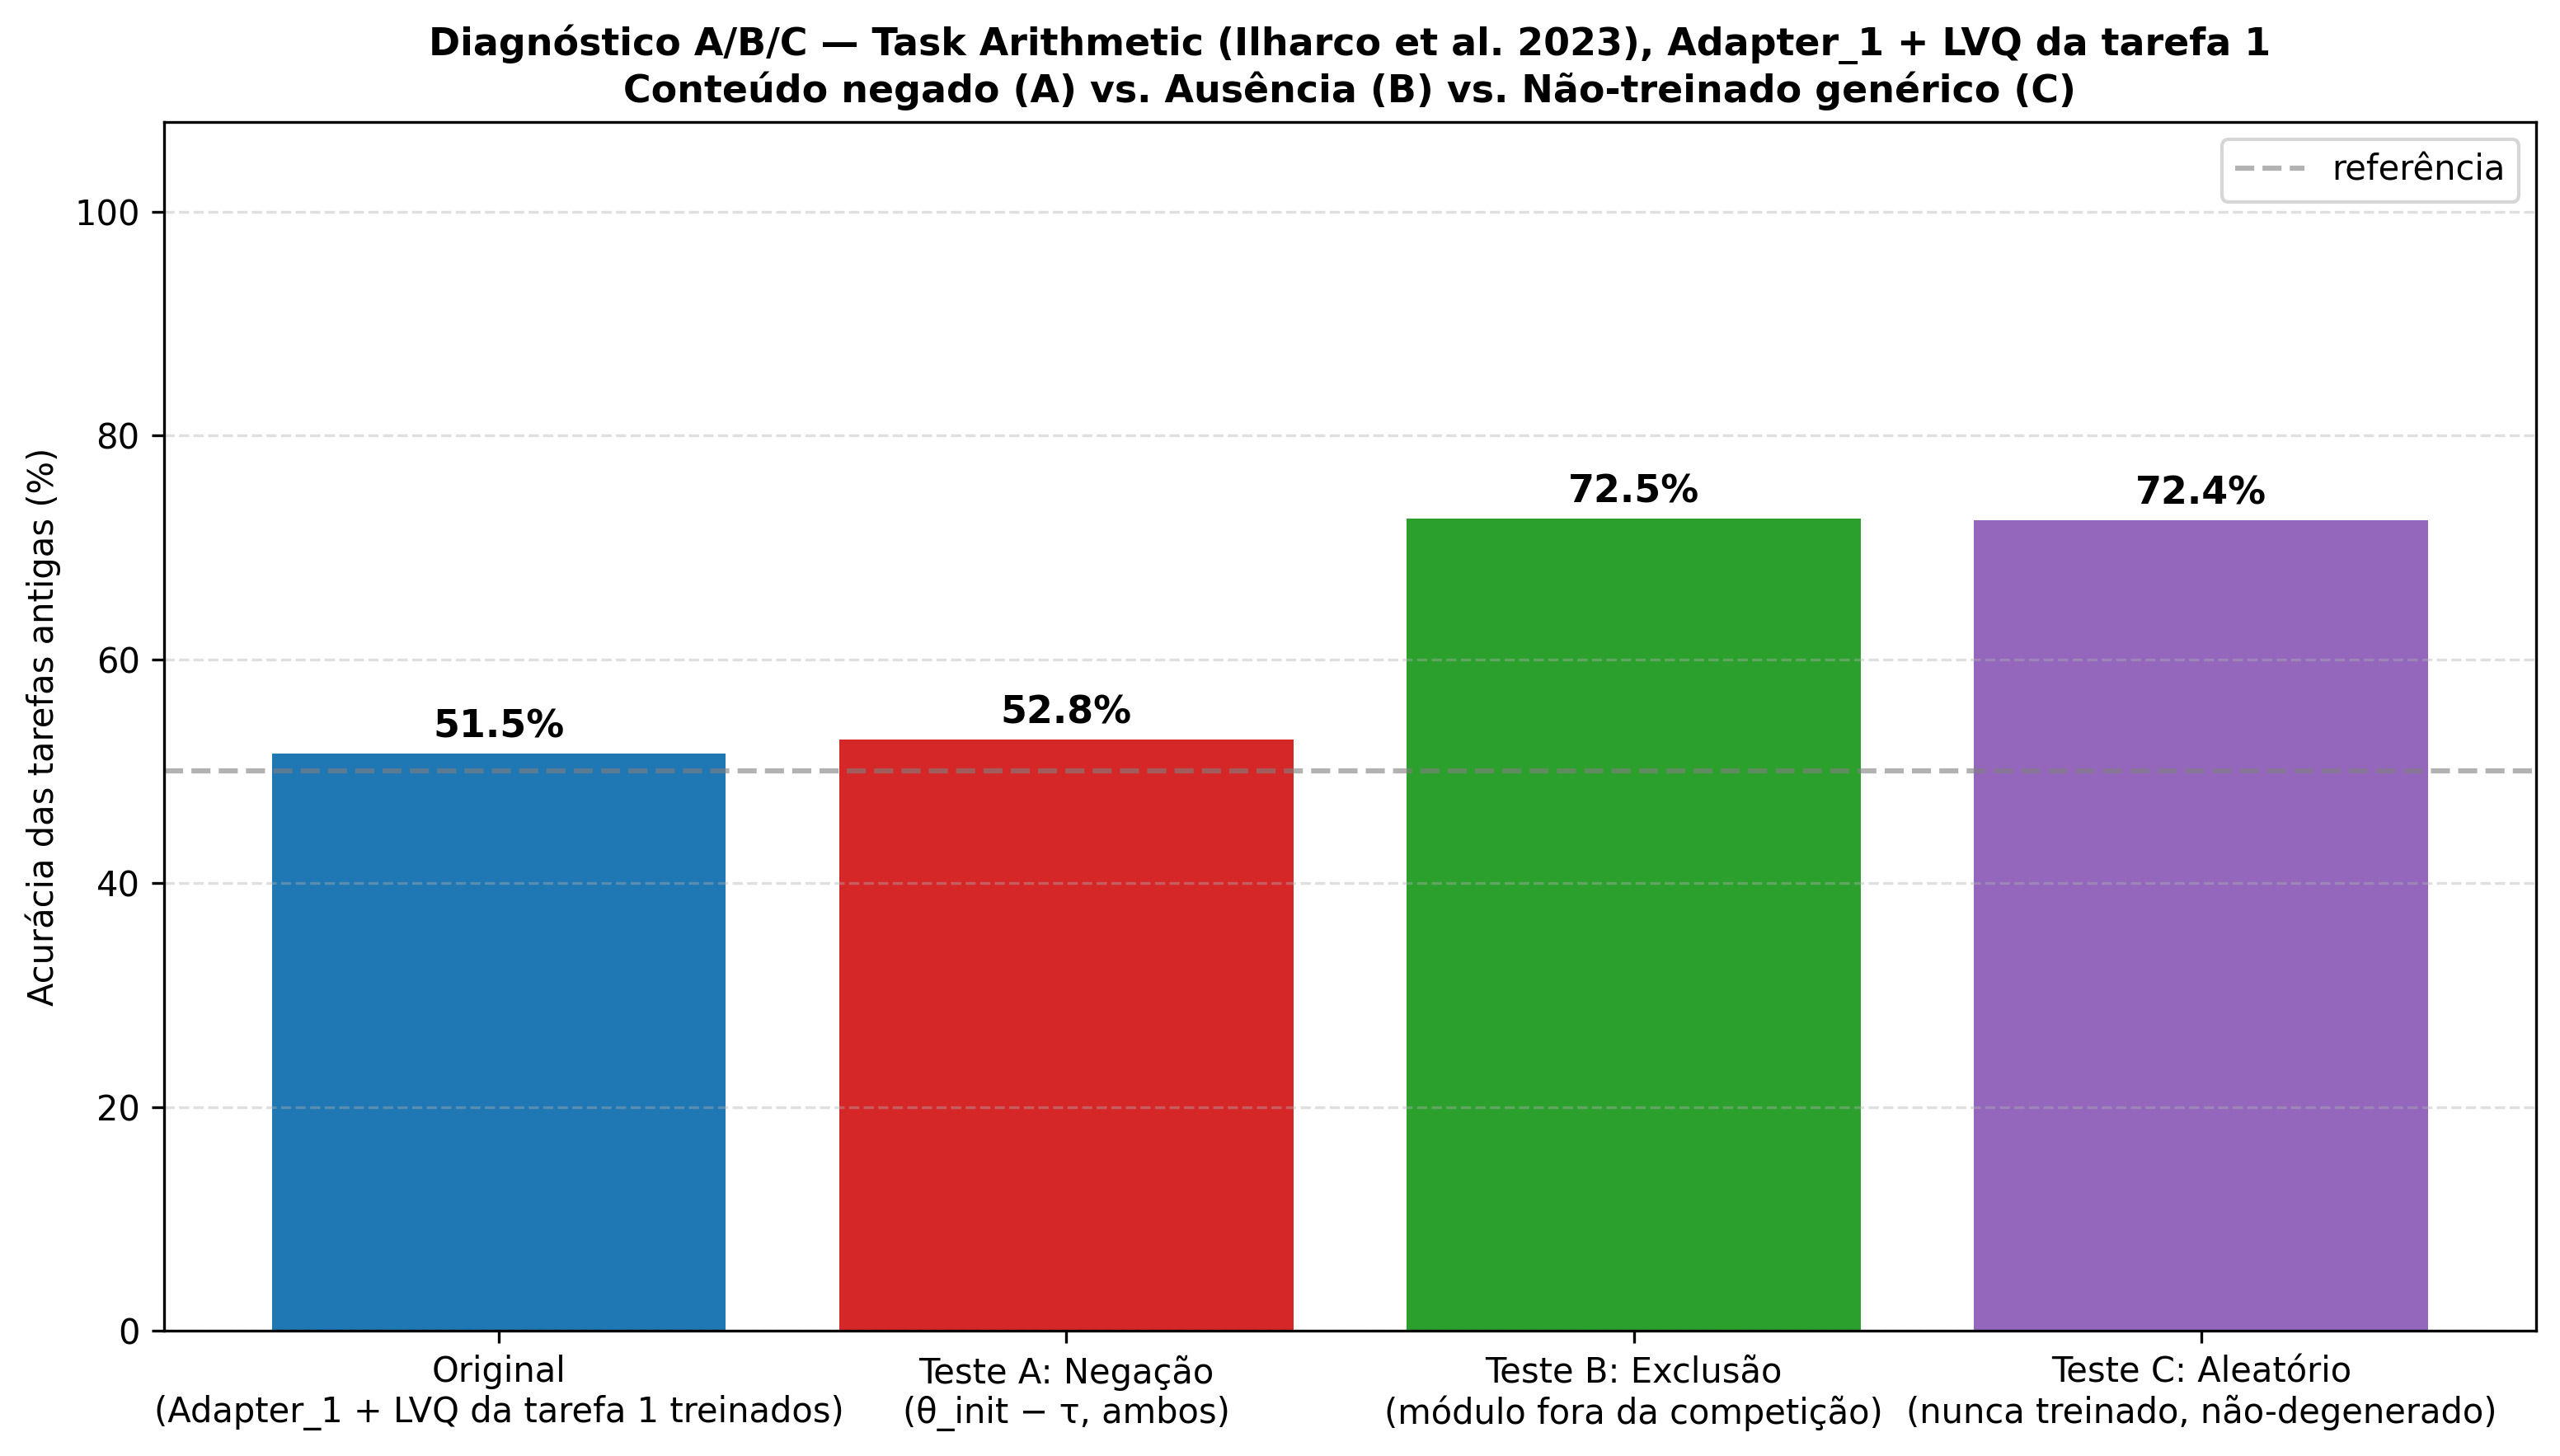 Diagnóstico A/B/C — Task Arithmetic (Ilharco et al. 2023), Adapter_1 + LVQ da tarefa 1
Conteúdo negado (A) vs. Ausência (B) vs. Não-treinado genérico (C)
referência
Acurácia das tarefas antigas (%)
100
80
60
40
20
0
51.5%
52.8%
72.5%
72.4%
Original
(Adapter_1 + LVQ da tarefa 1 treinados)
Teste A: Negação
(θ_init − τ, ambos)
Teste B: Exclusão
(módulo fora da competição)
Teste C: Aleatório
(nunca treinado, não-degenerado)